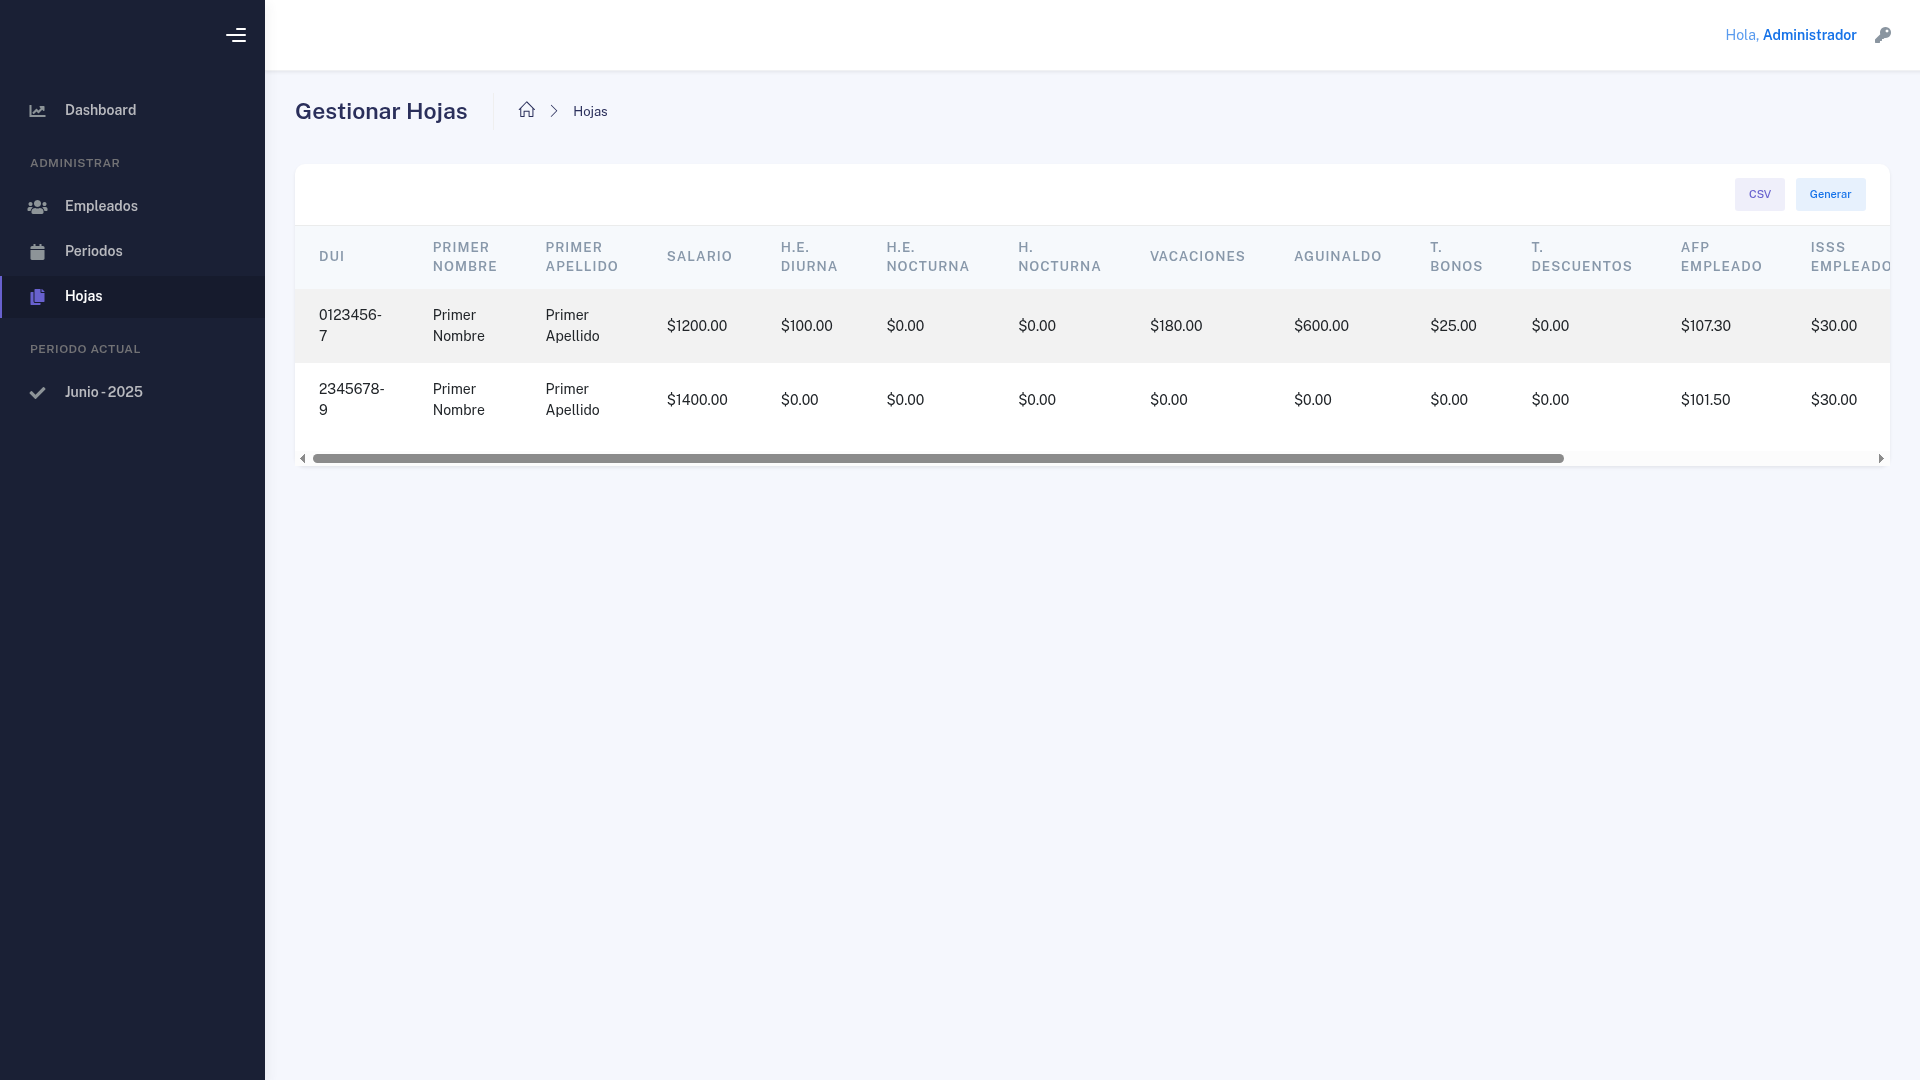 Hola, Administrador
Dashboard
ADMINISTRAR
Empleados
Periodos
Hojas
PERIODO ACTUAL
Junio - 2025
Gestionar Hojas
Hojas
CSV
Generar
DUI PRIMER NOMBRE PRIMER APELLIDO SALARIO H.E. DIURNA H.E. NOCTURNA H. NOCTURNA VACACIONES AGUINALDO T. BONOS T. DESCUENTOS AFP EMPLEADO ISSS EMPLEADO
0123456-7 Primer Nombre Primer Apellido $1200.00 $100.00 $0.00 $0.00 $180.00 $600.00 $25.00 $0.00 $107.30 $30.00
2345678-9 Primer Nombre Primer Apellido $1400.00 $0.00 $0.00 $0.00 $0.00 $0.00 $0.00 $0.00 $101.50 $30.00